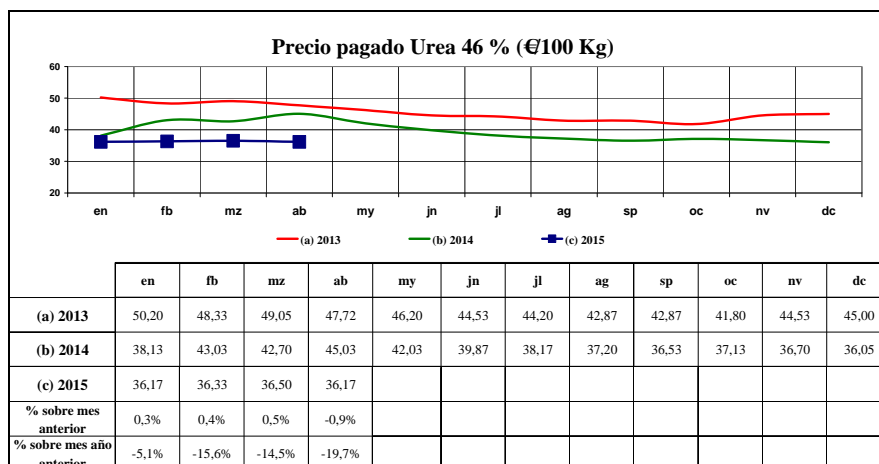 Precio pagado Urea 46 % (€/100 Kg)
60
50
40
30
20
en fb mz ab my jn jl ag sp oc nv dc
(a) 2013 (b) 2014 (c) 2015
en fb mz ab my jn jl ag sp oc nv dc
(a) 2013 50,20 48,33 49,05 47,72 46,20 44,53 44,20 42,87 42,87 41,80 44,53 45,00
(b) 2014 38,13 43,03 42,70 45,03 42,03 39,87 38,17 37,20 36,53 37,13 36,70 36,05
(c) 2015 36,17 36,33 36,50 36,17
% sobre mes
anterior 0,3% 0,4% 0,5% -0,9%
% sobre mes año
anterior -5,1% -15,6% -14,5% -19,7%